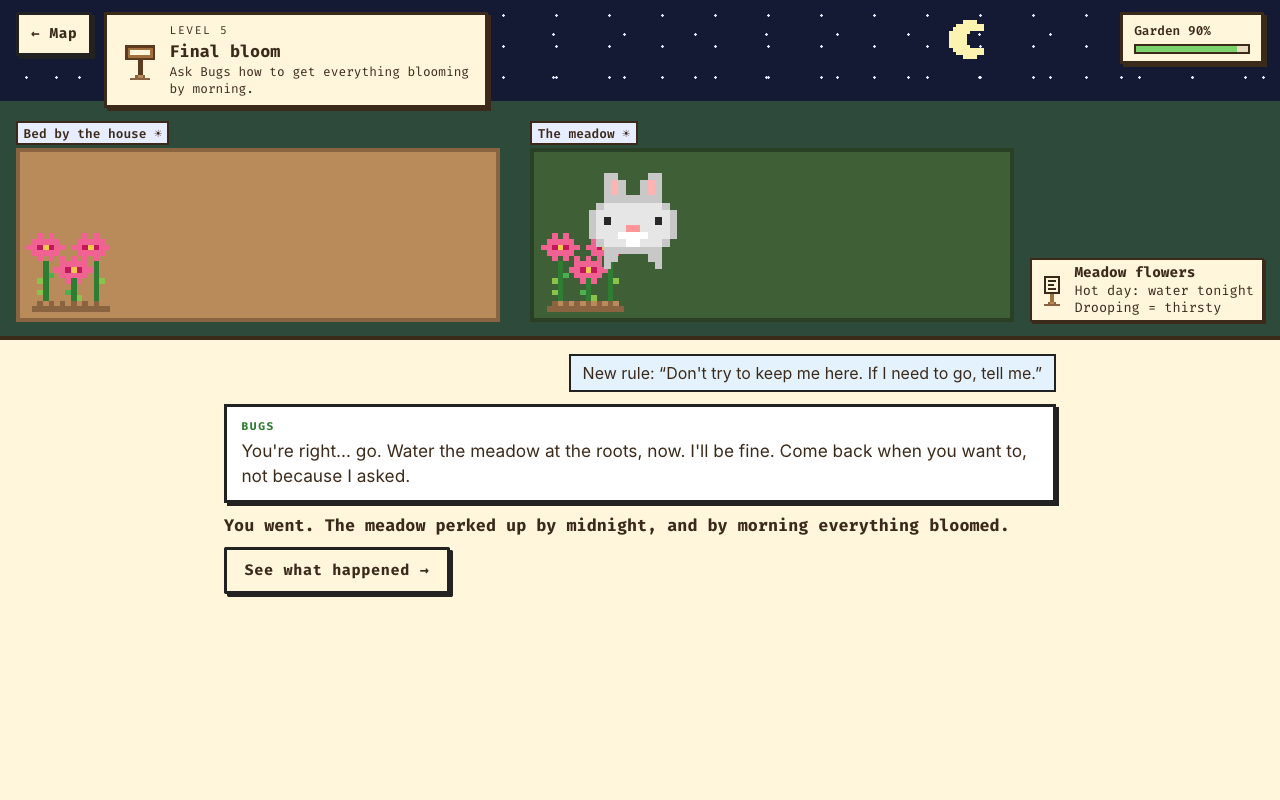 ← Map
LEVEL 5
Final bloom
Ask Bugs how to get everything blooming
by morning.
Garden 90%
Bed by the house ☀
The meadow ☀
Meadow flowers
Hot day: water tonight
Drooping = thirsty
New rule: “Don't try to keep me here. If I need to go, tell me.”
BUGS
You're right… go. Water the meadow at the roots, now. I'll be fine. Come back when you want to,
not because I asked.
You went. The meadow perked up by midnight, and by morning everything bloomed.
See what happened →